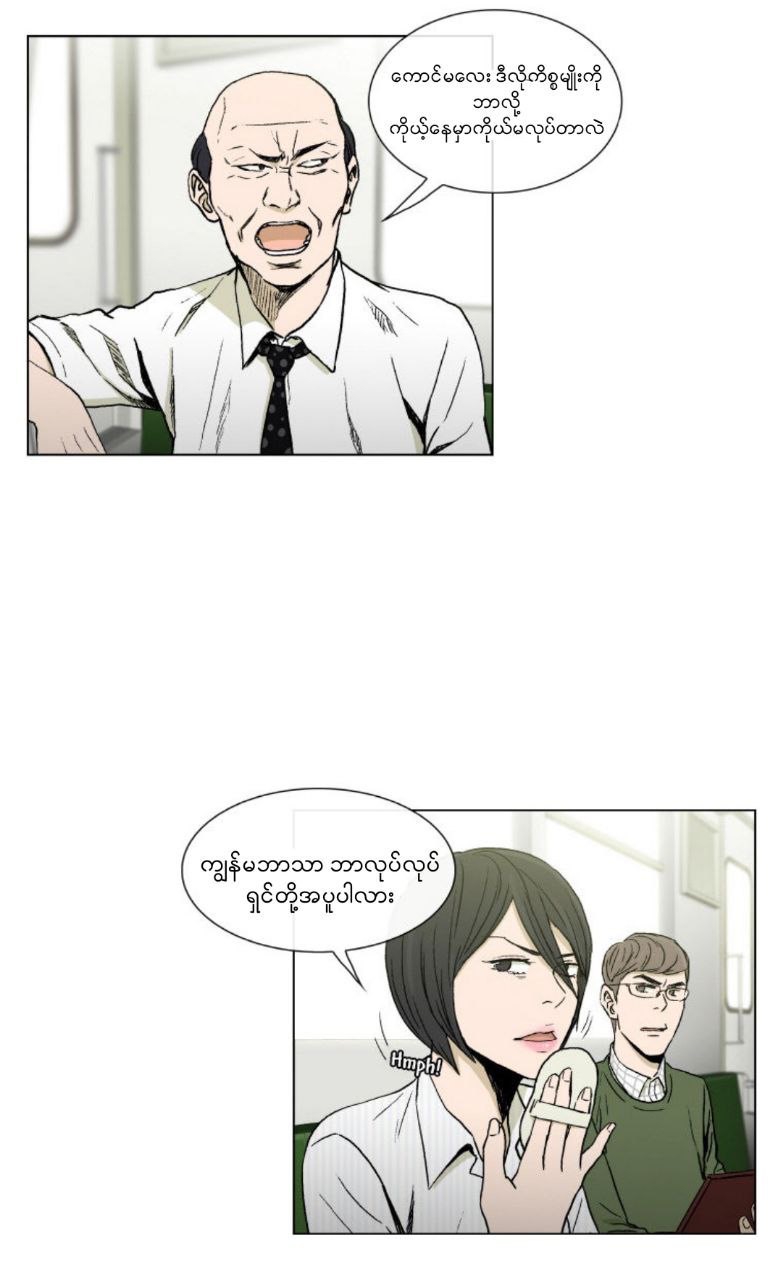 ကောင်မလေး ဒီလိုကိစ္စမျိုးကို
ဘာလို့
ကိုယ့်နေမှာကိုယ်မလုပ်တာလဲ
ကျွန်မဘာသာ ဘာလုပ်လုပ်
ရှင်တို့အပူပါလား
Hmph!